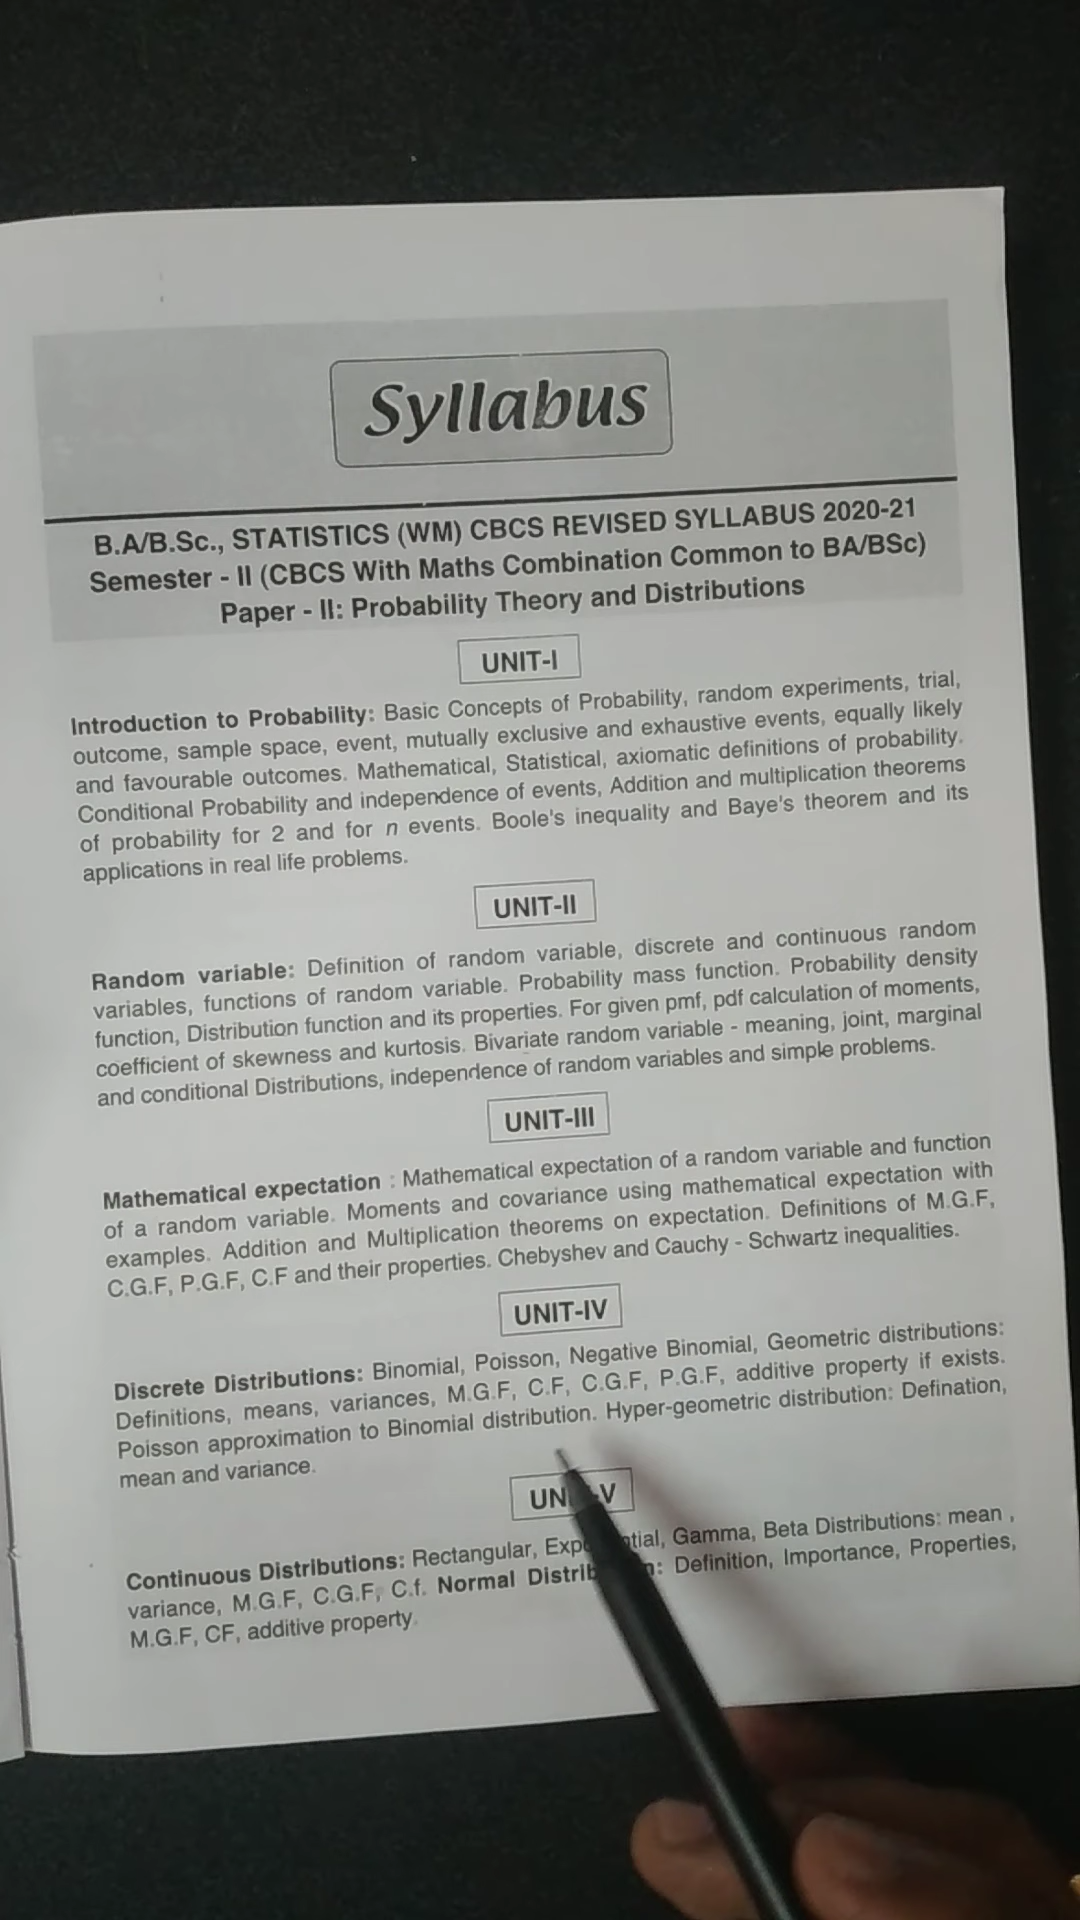 Syllabus
B.A/B.Sc., STATISTICS (WM) CBCS REVISED SYLLABUS 2020-21
Semester - II (CBCS With Maths Combination Common to BA/BSc)
Paper - II: Probability Theory and Distributions
UNIT-I
Introduction to Probability: Basic Concepts of Probability, random experiments, trial,
outcome, sample space, event, mutually exclusive and exhaustive events, equally likely
and favourable outcomes. Mathematical, Statistical, axiomatic definitions of probability.
Conditional Probability and independence of events, Addition and multiplication theorems
of probability for 2 and for n events. Boole's inequality and Baye's theorem and its
applications in real life problems.
UNIT-II
Random variable: Definition of random variable, discrete and continuous random
variables, functions of random variable. Probability mass function. Probability density
function, Distribution function and its properties. For given pmf, pdf calculation of moments,
coefficient of skewness and kurtosis. Bivariate random variable - meaning, joint, marginal
and conditional Distributions, independence of random variables and simple problems.
UNIT-III
Mathematical expectation : Mathematical expectation of a random variable and function
of a random variable. Moments and covariance using mathematical expectation with
examples. Addition and Multiplication theorems on expectation. Definitions of M.G.F,
C.G.F, P.G.F, C.F and their properties. Chebyshev and Cauchy - Schwartz inequalities.
UNIT-IV
Discrete Distributions: Binomial, Poisson, Negative Binomial, Geometric distributions:
Definitions, means, variances, M.G.F, C.F, C.G.F, P.G.F, additive property if exists.
Poisson approximation to Binomial distribution. Hyper-geometric distribution: Defination,
mean and variance.
Continuous Distributions: Rectangular, Gamma, Beta Distributions: mean ,
variance, M.G.F, C.G.F, C.f. Normal Definition, Importance, Properties,
M.G.F, CF, additive property.